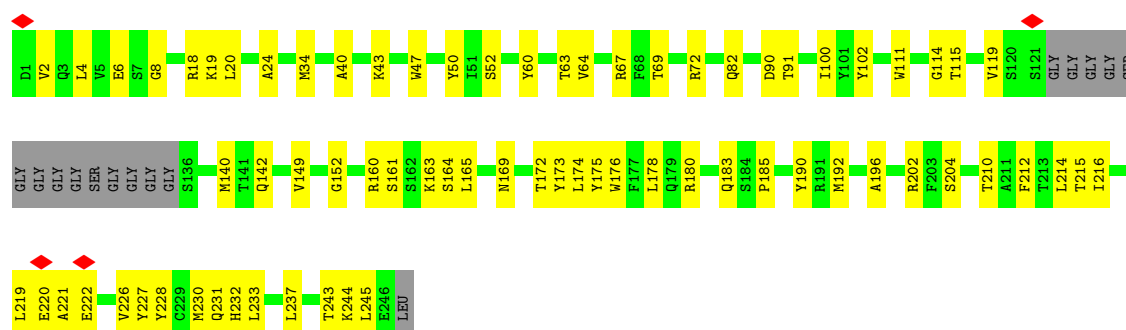 D1 V2 Q3 L4 V5 E6 S7 G8 R18 K19 L20 A24 M34 A40 K43 W47 Y50 I51 S52 Y60 T63 V64 R67 F68 T69 R72 Q82 D90 T91 I100 Y101 Y102 W111 G114 T115 V119 S120 S121 GLY GLY GLY GLY SER
GLY GLY GLY GLY SER GLY GLY GLY GLY S136 M140 T141 Q142 V149 G152 R160 S161 S162 K163 S164 L165 N169 T172 Y173 L174 Y175 W176 F177 L178 Q179 R180 Q183 S184 P185 Y190 R191 M192 A196 R202 F203 S204 T210 A211 F212 T213 L214 T215 I216
L219 E220 A221 E222 V226 Y227 Y228 C229 M230 Q231 H232 L233 L237 T243 K244 L245 E246 LEU